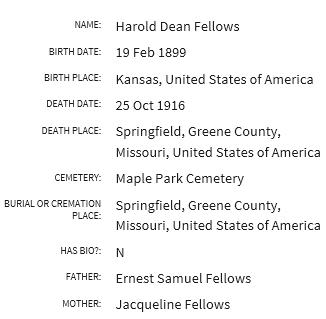 NAME: Harold Dean Fellows
BIRTH DATE: 19 Feb 1899
BIRTH PLACE: Kansas, United States of America
DEATH DATE: 25 Oct 1916
DEATH PLACE: Springfield, Greene County,
Missouri, United States of America
CEMETERY: Maple Park Cemetery
BURIAL OR CREMATION PLACE: Springfield, Greene County,
Missouri, United States of America
HAS BIO?: N
FATHER: Ernest Samuel Fellows
MOTHER: Jacqueline Fellows